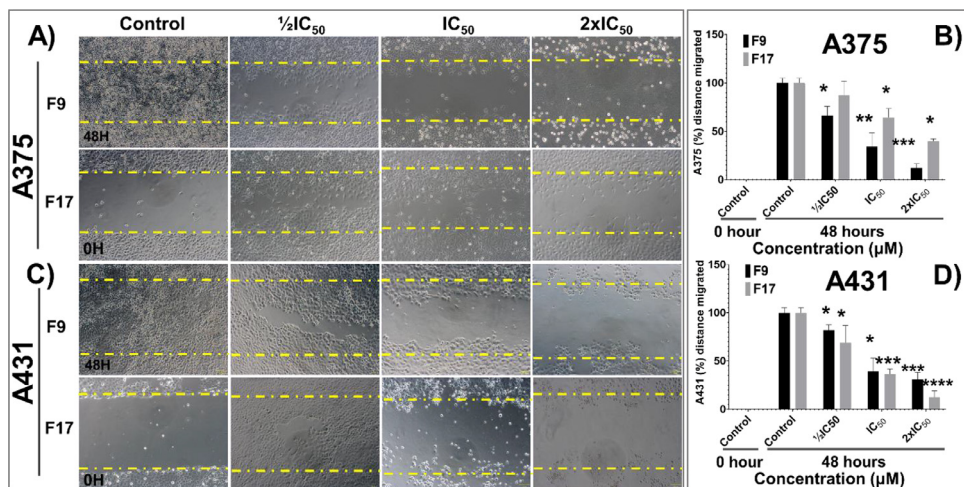 Control ½IC50 IC50 2xIC50
A)
A375
F9
48H
F17
0H
C)
A431
F9
48H
F17
0H
B)
A375
F9
F17
A375 (%) distance migrated
150
100
50
0
* ** * *** *
Control Control ½IC50 IC50 2xIC50
0 hour 48 hours
Concentration (µM)
D)
A431
F9
F17
A431 (%) distance migrated
150
100
50
0
* * * *** *** ****
Control Control ½IC50 IC50 2xIC50
0 hour 48 hours
Concentration (µM)